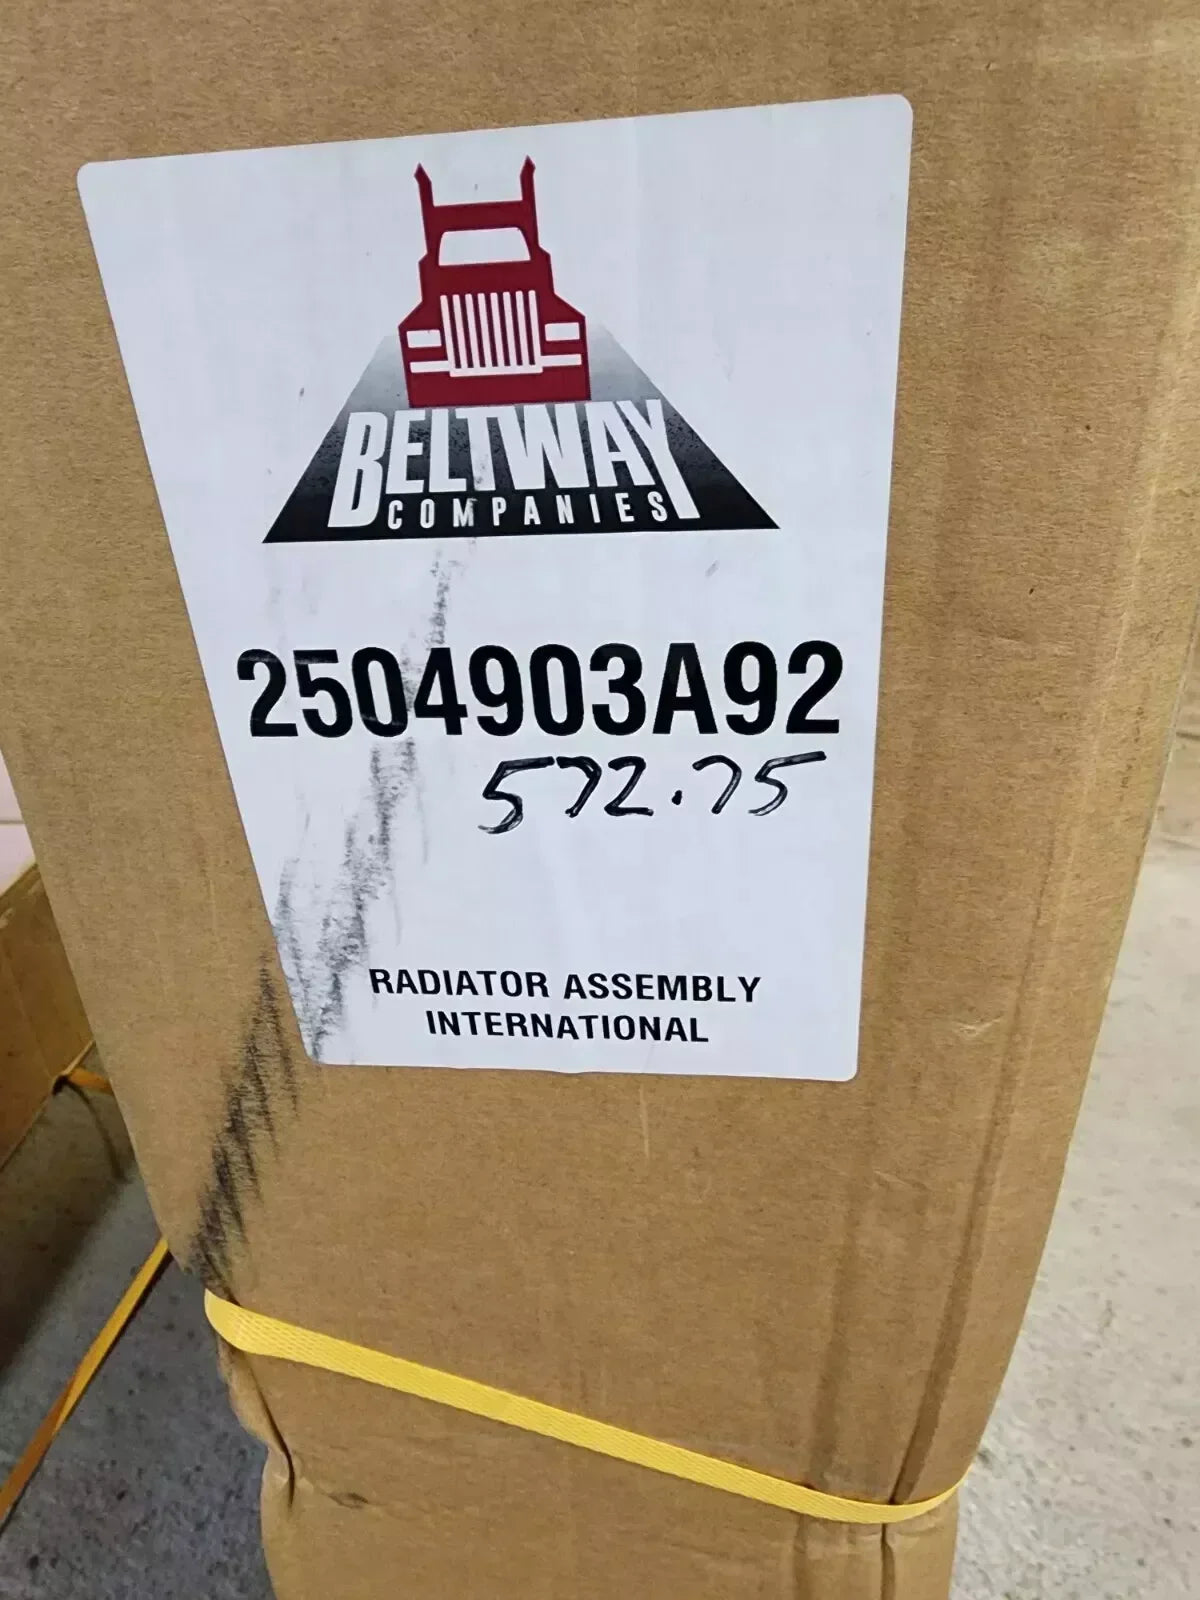 BELTWAY
COMPANIES
2504903A92
572.75
RADIATOR ASSEMBLY
INTERNATIONAL